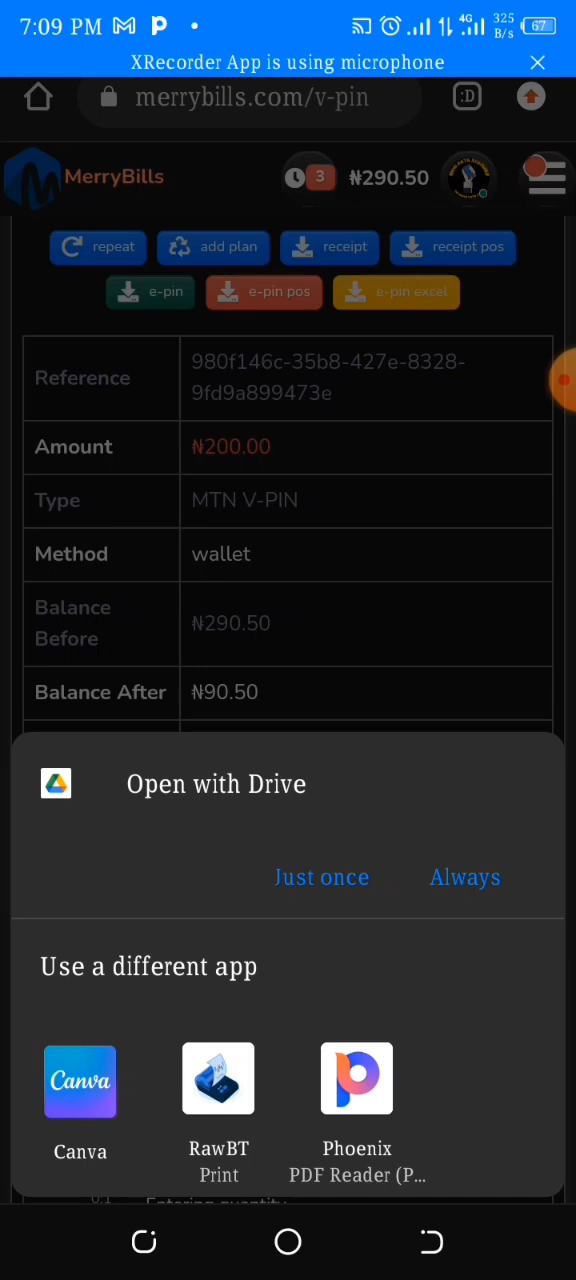 7:09 PM
4G 325 B/s 67
XRecorder App is using microphone
merrybills.com/v-pin
:D
MerryBills
3
₦290.50
repeat
add plan
receipt
receipt pos
e-pin
e-pin pos
e-pin excel
Reference
980f146c-35b8-427e-8328-
9fd9a899473e
Amount
₦200.00
Type
MTN V-PIN
Method
wallet
Balance
Before
₦290.50
Balance After
₦90.50
Open with Drive
Just once
Always
Use a different app
Canva
Canva
RawBT
Print
Phoenix
PDF Reader (P...
Entering quantity